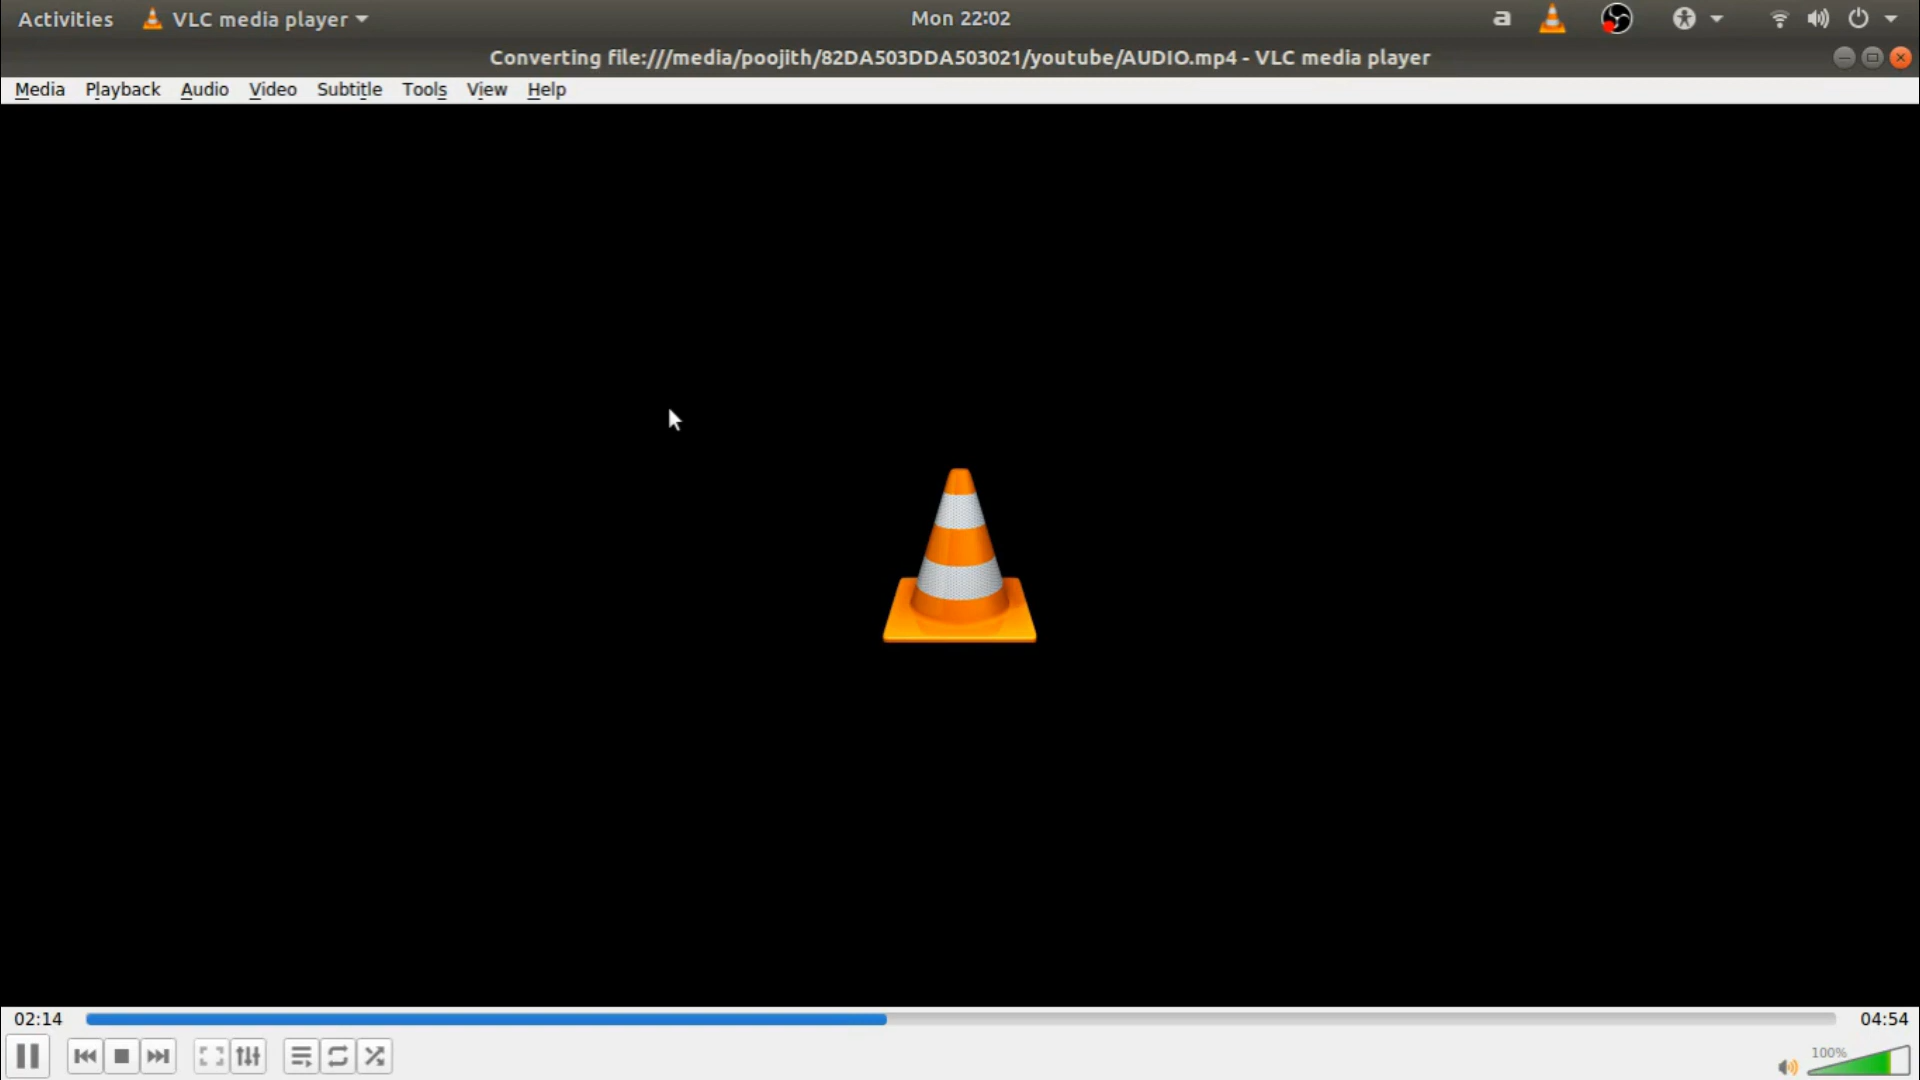 Activities VLC media player Mon 22:02 a
Converting file:///media/poojith/82DA503DDA503021/youtube/AUDIO.mp4 - VLC media player
Media Playback Audio Video Subtitle Tools View Help
02:14 04:54
100%